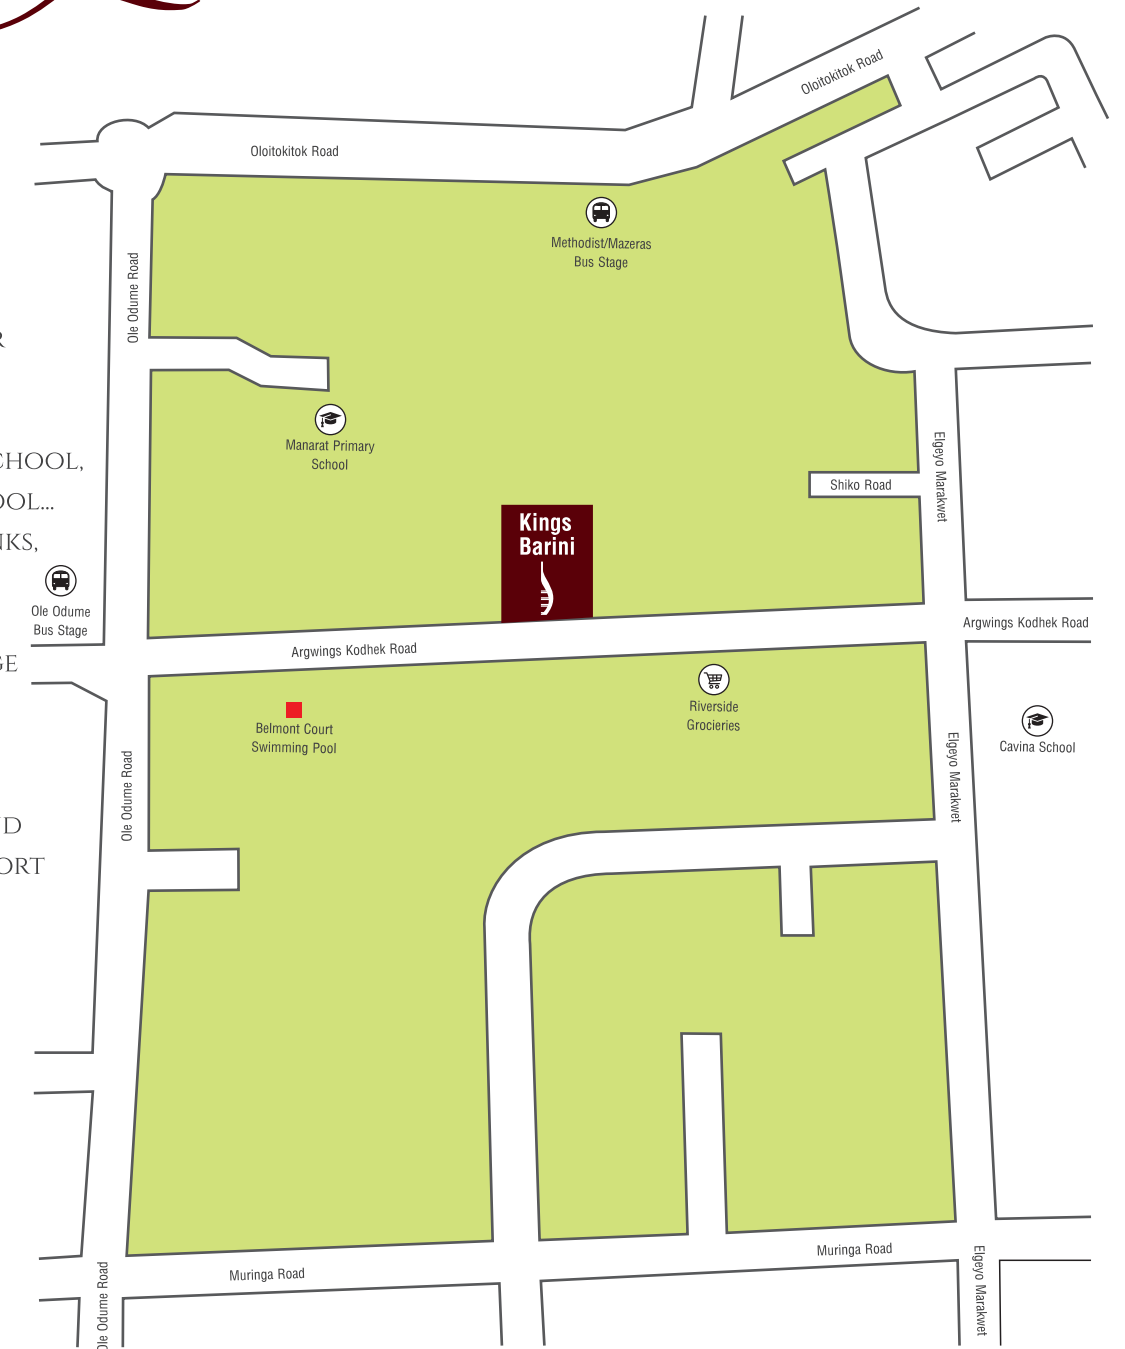 Oloitokitok Road
Oloitokitok Road
Methodist/Mazeras
Bus Stage
Ole Odume Road
R
CHOOL,
OOL...
NKS,
Manarat Primary
School
Elgeyo Marakwet
Shiko Road
Kings
Barini
Ole Odume
Bus Stage
Argwings Kodhek Road
Argwings Kodhek Road
GE
Riverside
Grocieries
Belmont Court
Swimming Pool
Cavina School
Ole Odume Road
Elgeyo Marakwet
ND
ORT
Muringa Road
Muringa Road
Ole Odume Road
Elgeyo Marakwet